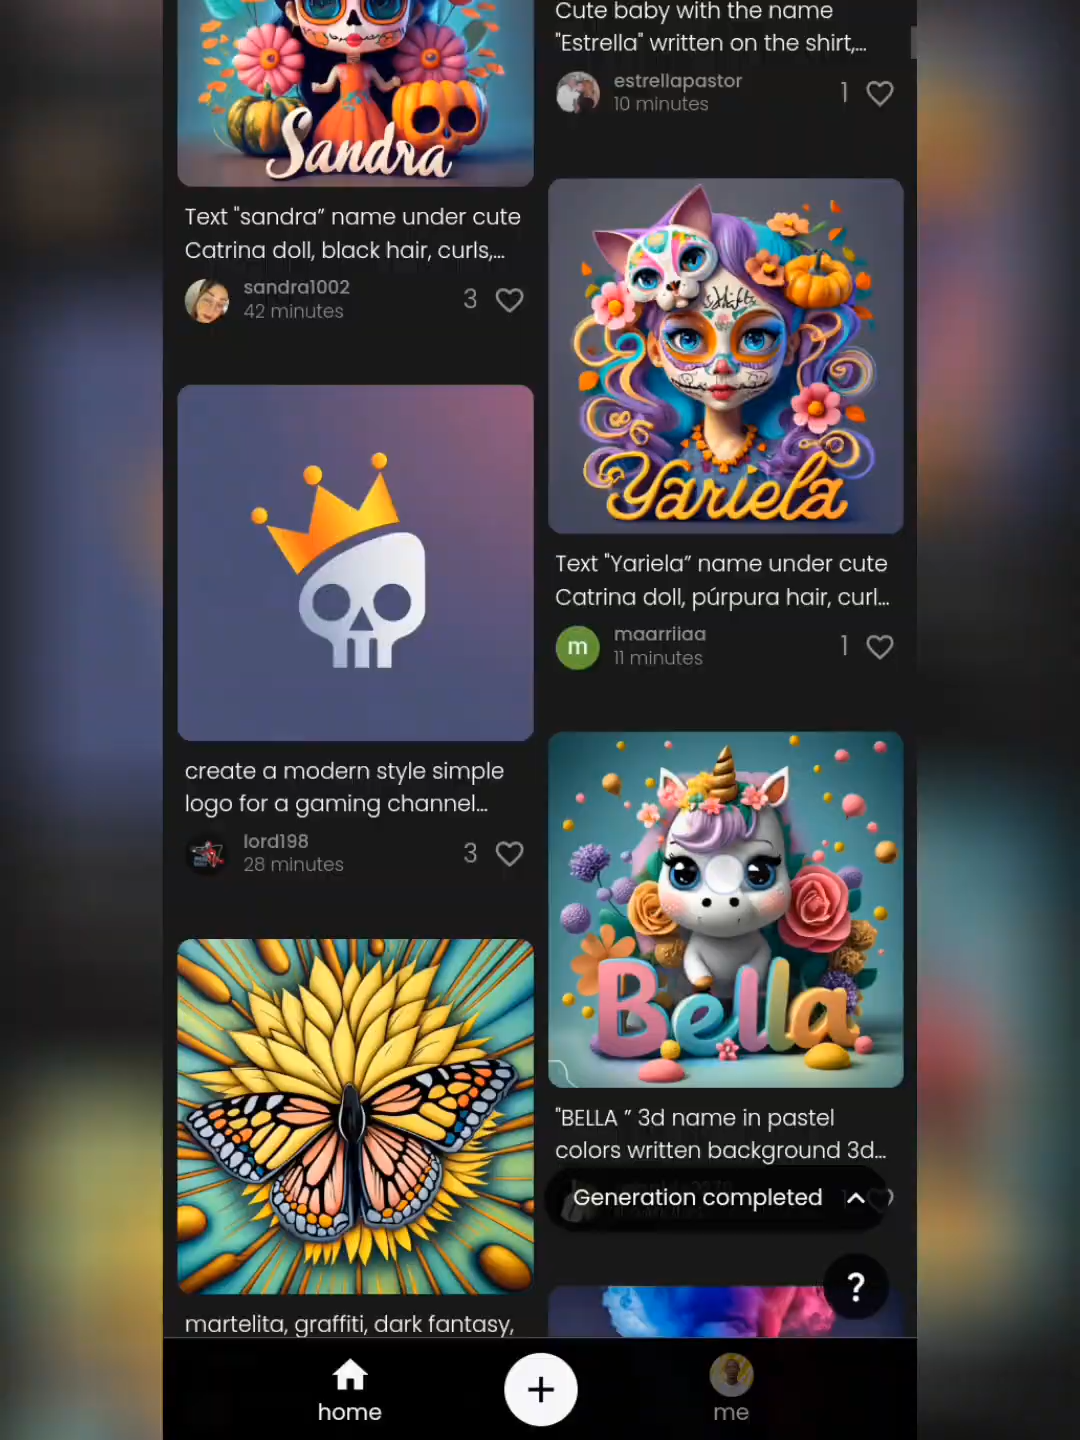 Sandra
Text "sandra” name under cute
Catrina doll, black hair, curls,...
sandra1002
42 minutes
3
create a modern style simple
logo for a gaming channel...
lord198
28 minutes
3
martelita, graffiti, dark fantasy,
Cute baby with the name
"Estrella" written on the shirt,...
estrellapastor
10 minutes
1
Yariela
Text "Yariela” name under cute
Catrina doll, púrpura hair, curl...
m
maarriiaa
11 minutes
1
Bella
"BELLA ” 3d name in pastel
colors written background 3d...
Generation completed
?
home
+
me